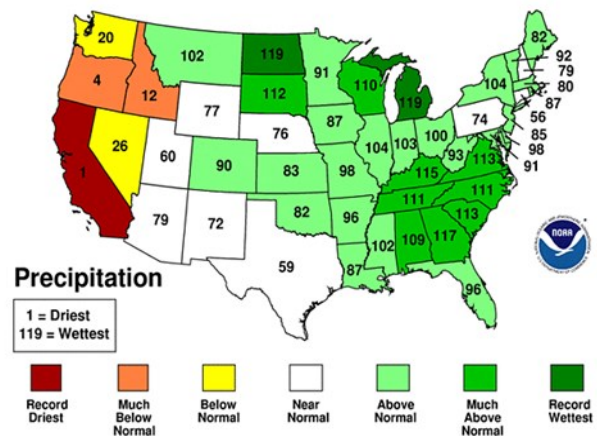 20
102
119
91
82
92
79
4
12
112
110
119
104
80
87
77
87
74
56
76
104
103
100
85
1
26
60
90
83
98
93
113
98
91
115
111
79
72
82
96
111
113
59
102
109
117
87
96
NOAA
Precipitation
1 = Driest
119 = Wettest
Record
Driest
Much
Below
Normal
Below
Normal
Near
Normal
Above
Normal
Much
Above
Normal
Record
Wettest